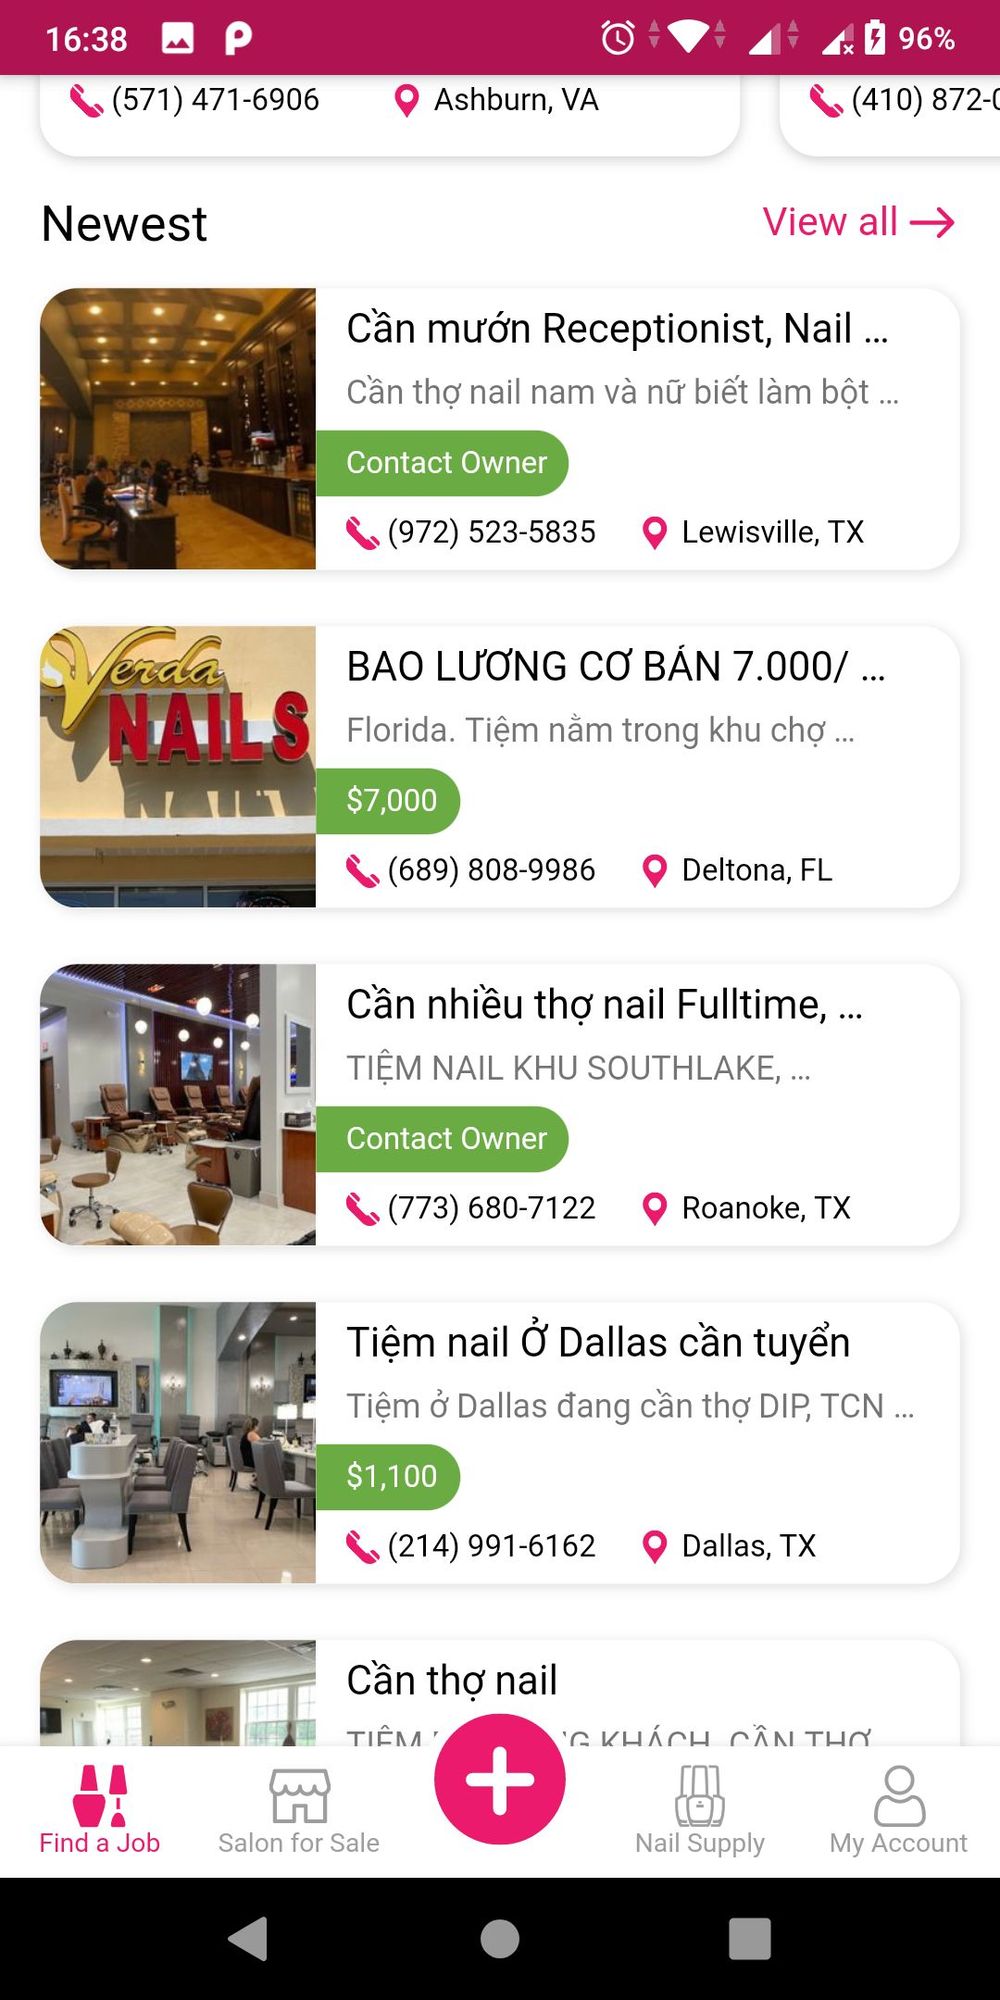 16:38
96%
(571) 471-6906
Ashburn, VA
(410) 872-0
Newest
View all
Cần mướn Receptionist, Nail ...
Cần thợ nail nam và nữ biết làm bột ...
Contact Owner
(972) 523-5835
Lewisville, TX
Verda
NAILS
BAO LƯƠNG CƠ BẢN 7.000/ ...
Florida. Tiệm nằm trong khu chợ ...
$7,000
(689) 808-9986
Deltona, FL
Cần nhiều thợ nail Fulltime, ...
TIỆM NAIL KHU SOUTHLAKE, ...
Contact Owner
(773) 680-7122
Roanoke, TX
Tiệm nail Ở Dallas cần tuyển
Tiệm ở Dallas đang cần thợ DIP, TCN ...
$1,100
(214) 991-6162
Dallas, TX
Cần thợ nail
TIỆM KHÁCH CẦN THỢ
Find a Job
Salon for Sale
Nail Supply
My Account